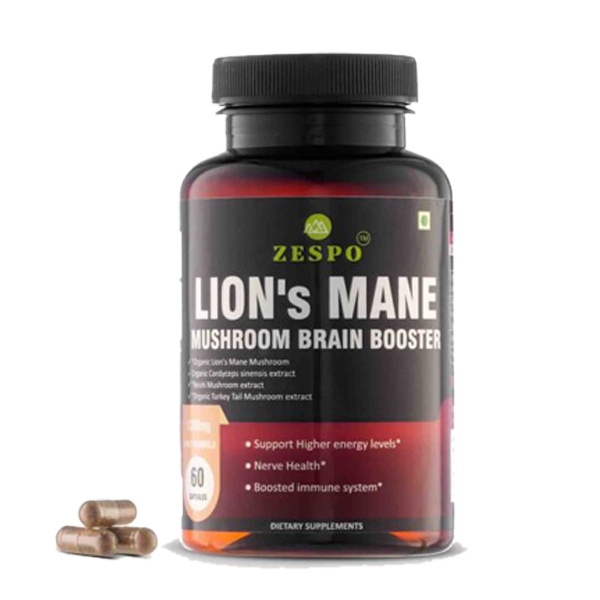 ZESPO TM
LION's MANE
MUSHROOM BRAIN BOOSTER
*Organic Lion's Mane Mushroom
Organic Cordyceps sinensis extract
Mushroom extract
*Organic Turkey Tail Mushroom extract
• Support Higher energy levels*
• Nerve Health*
• Boosted immune system*
60
CAPSULES
DIETARY SUPPLEMENTS